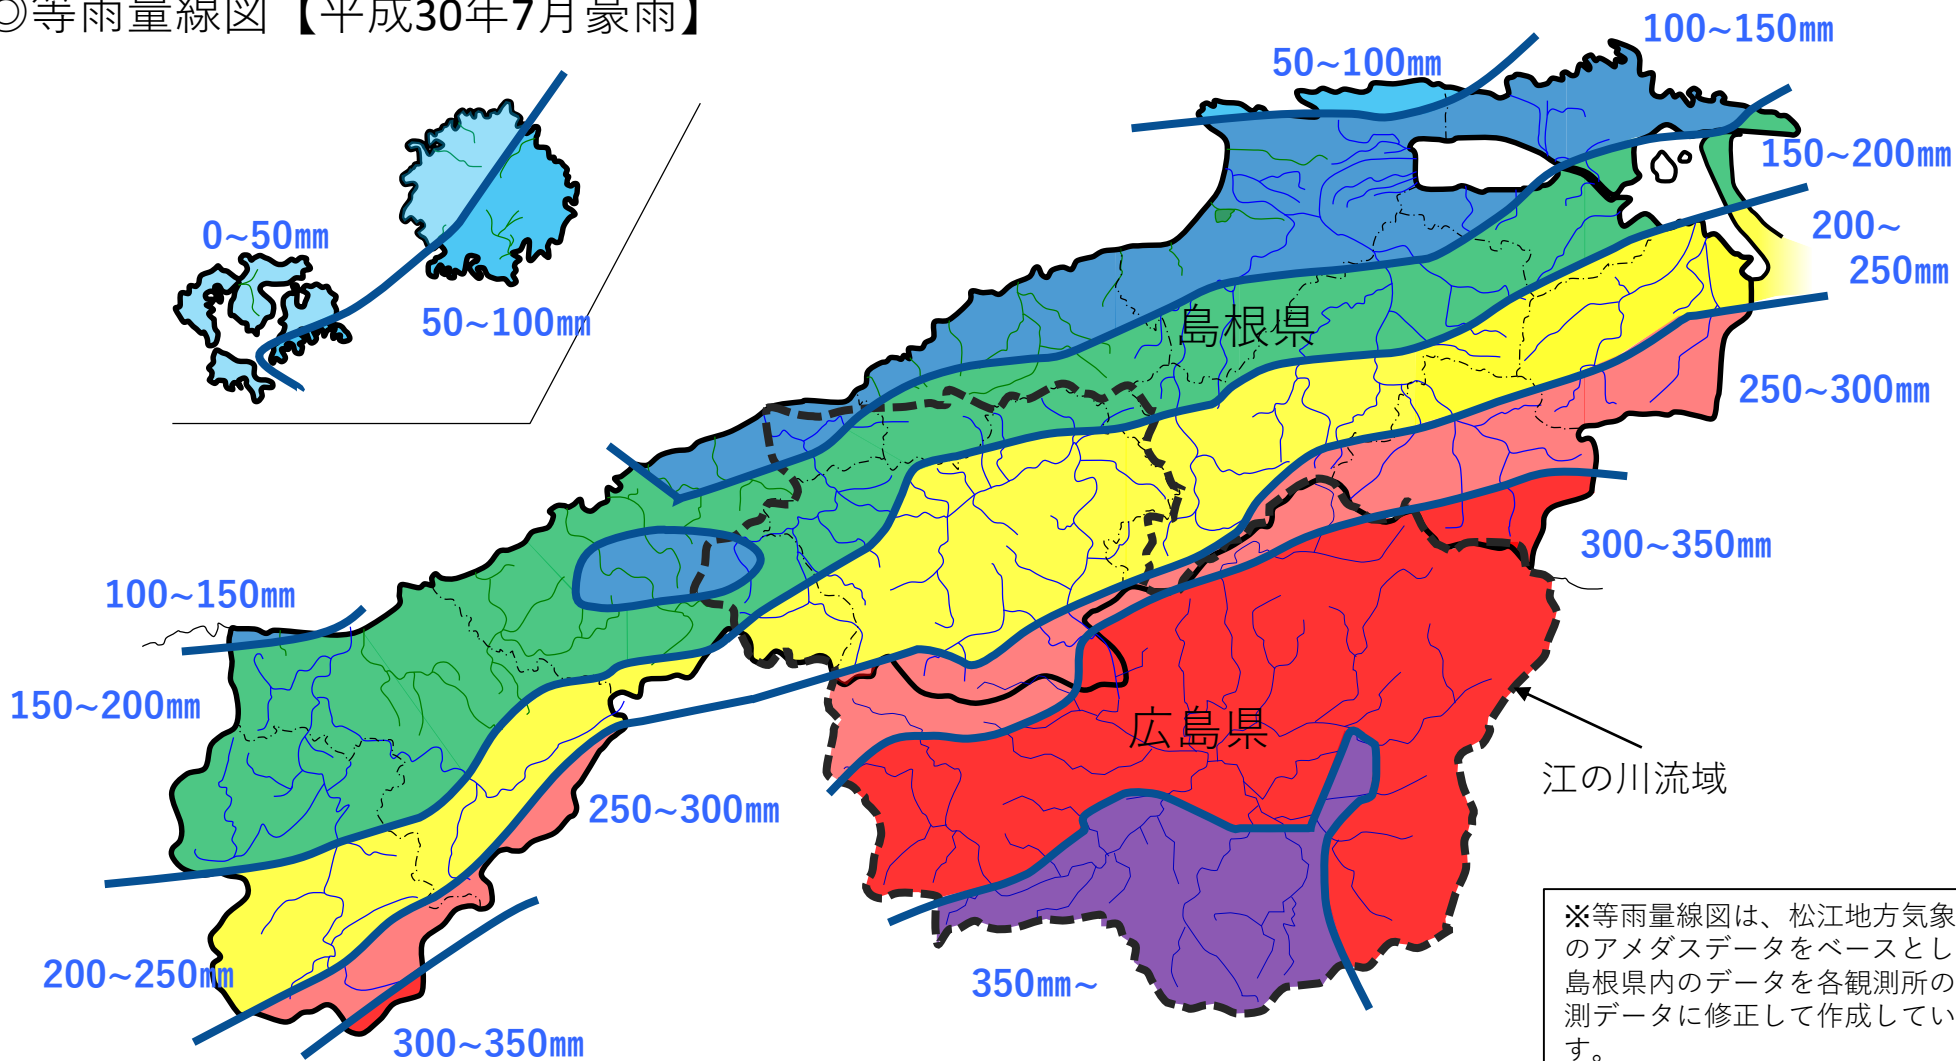 ◎等雨量線図【平成30年7月豪雨】
100~150㎜
50~100㎜
150~200㎜
0~50㎜
200~
250㎜
50~100㎜
島根県
250~300㎜
300~350㎜
100~150㎜
150~200㎜
広島県
江の川流域
250~300㎜
200~250㎜
350㎜~
300~350㎜
※等雨量線図は、松江地方気象
のアメダスデータをベースとし
島根県内のデータを各観測所の
測データに修正して作成してい
す。